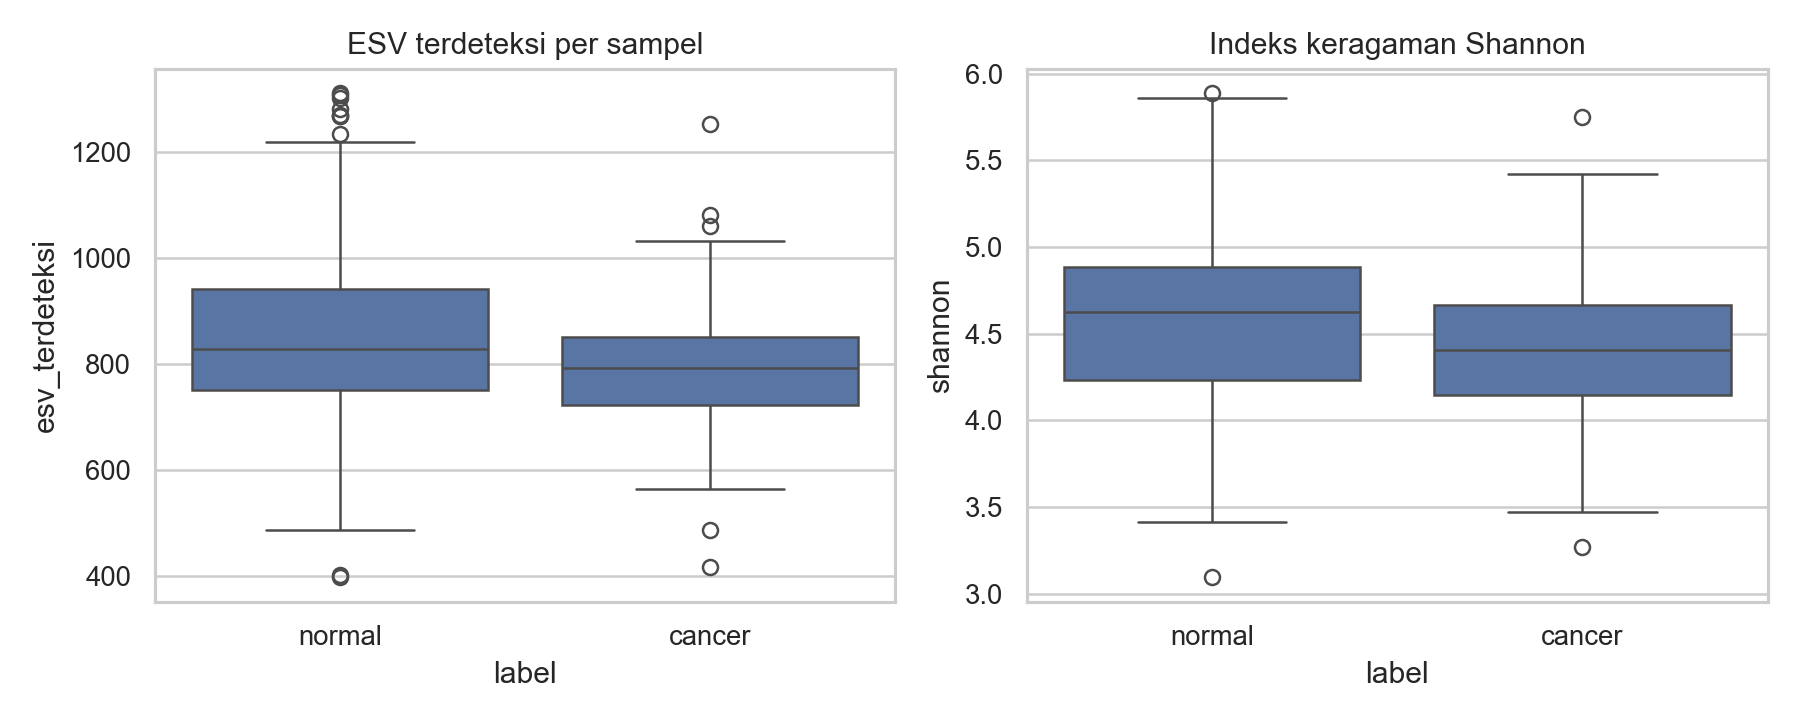 ESV terdeteksi per sampel
esv_terdeteksi
1200
1000
800
600
400
normal
cancer
label
Indeks keragaman Shannon
shannon
6.0
5.5
5.0
4.5
4.0
3.5
3.0
normal
cancer
label